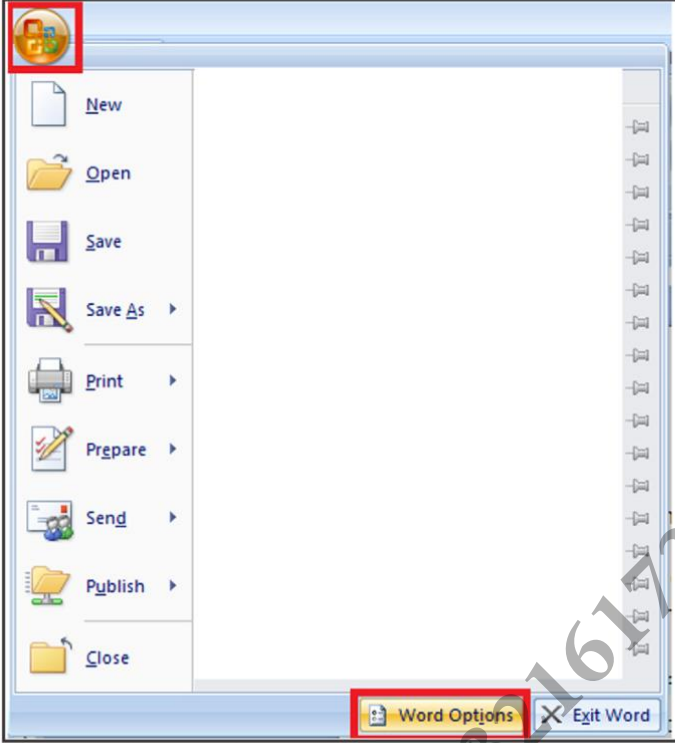 New
Open
Save
Save As
Print
Prepare
Send
Publish
Close
Word Options
Exit Word